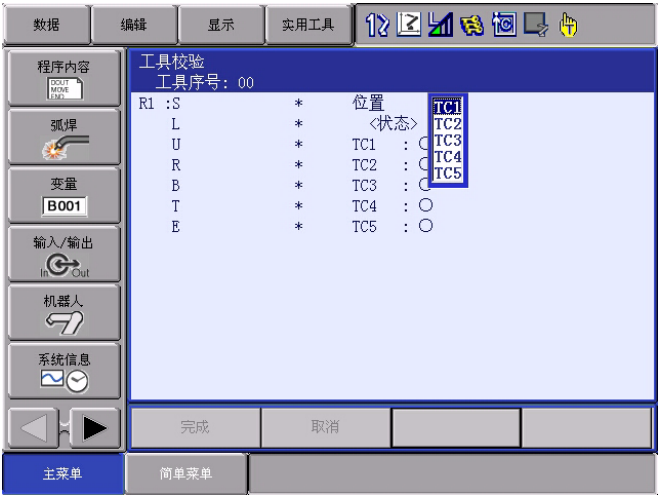 数据 编辑 显示 实用工具
程序内容
DOUT
MOVE
END
弧焊
变量
B001
输入/输出
In Out
机器人
系统信息
工具校验
工具序号: 00
R1 :S * 位置
L * <状态>
U * TC1 :
R * TC2 :
B * TC3 :
T * TC4 : ○
E * TC5 : ○
TC1
TC2
TC3
TC4
TC5
完成 取消
主菜单 简单菜单